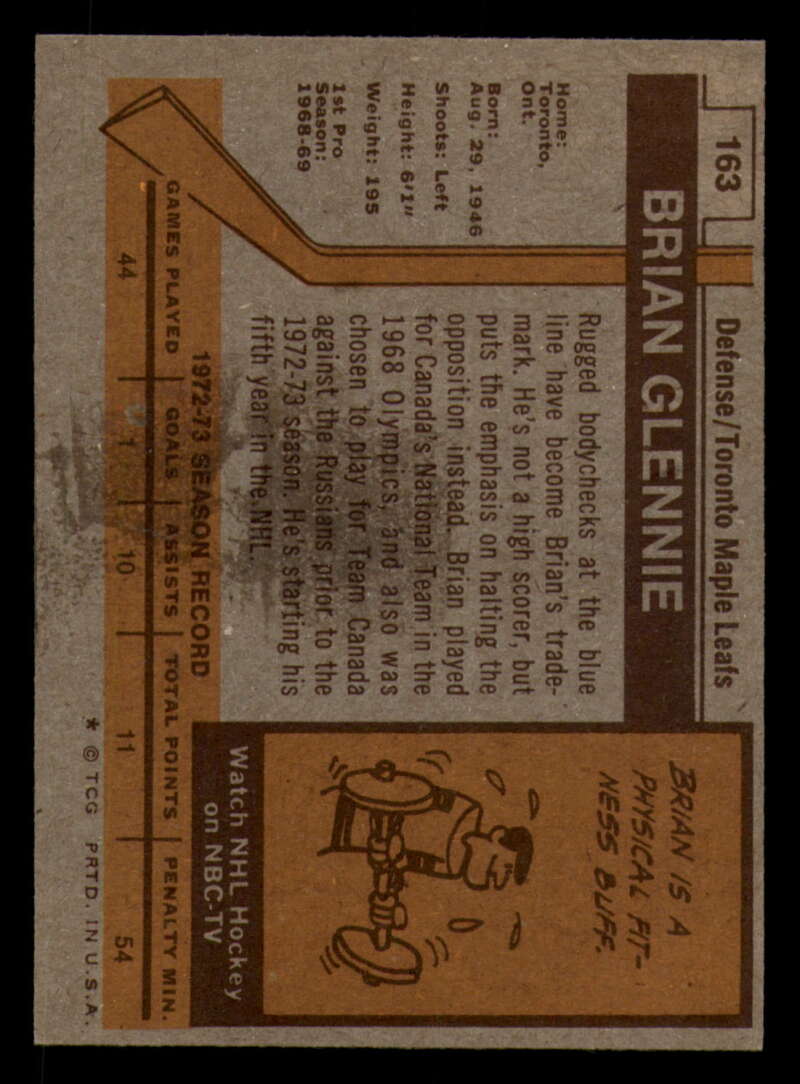 163
Defense/Toronto Maple Leafs
BRIAN GLENNIE
Home:
Toronto,
Ont.
Born:
Aug. 29, 1946
Shoots: Left
Height: 6'1"
Weight: 195
1st Pro
Season:
1968-69
Rugged bodychecks at the blue
line have become Brian's trade-
mark. He's not a high scorer, but
puts the emphasis on halting the
opposition instead. Brian played
for Canada's National Team in the
1968 Olympics, and also was
chosen to play for Team Canada
against the Russians prior to the
1972-73 season. He's starting his
fifth year in the NHL.
BRIAN IS A
PHYSICAL FIT-
NESS BUFF.
Watch NHL Hockey
on NBC-TV
1972-73 SEASON RECORD
GAMES PLAYED | GOALS | ASSISTS | TOTAL POINTS | PENALTY MIN.
44 1 10 11 54
* © TCG PRTD. IN U.S.A.